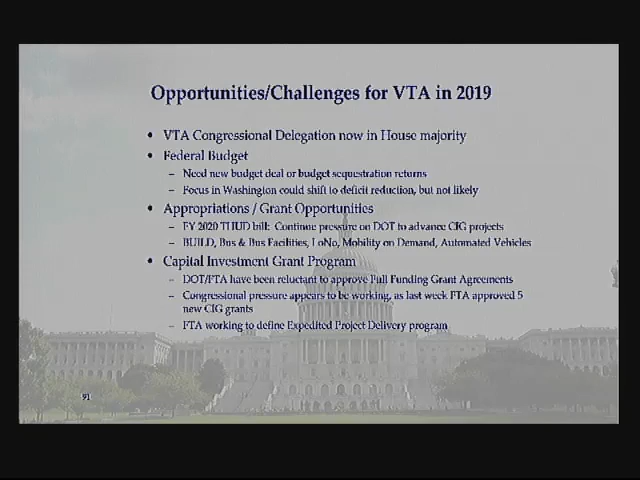 Opportunities/Challenges for VTA in 2019
• VTA Congressional Delegation now in House majority
• Federal Budget
– Need new budget deal or budget sequestration returns
– Focus in Washington could shift to deficit reduction, but not likely
• Appropriations / Grant Opportunities
– FY 2020 THUD bill: Continue pressure on DOT to advance CIG projects
– BUILD, Bus & Bus Facilities, LoNo, Mobility on Demand, Automated Vehicles
• Capital Investment Grant Program
– DOT/FTA have been reluctant to approve Full Funding Grant Agreements
– Congressional pressure appears to be working, as last week FTA approved 5
new CIG grants
– FTA working to define Expedited Project Delivery program
91